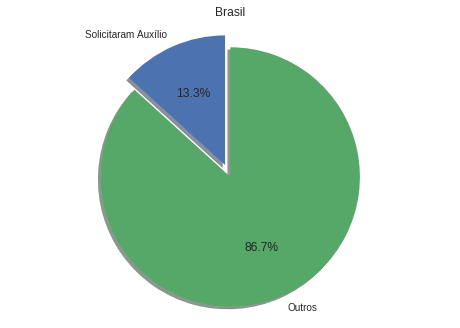 Brasil
Solicitaram Auxílio
13.3%
86.7%
Outros